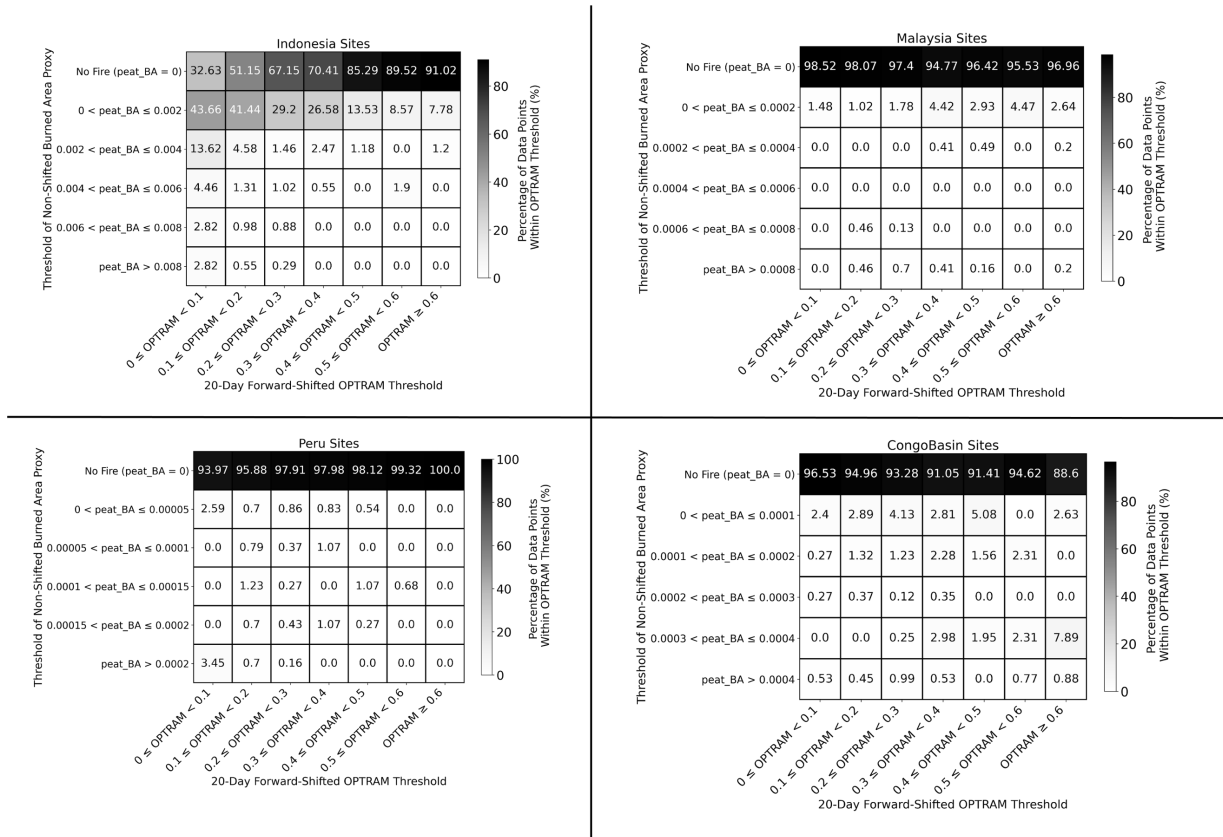 Indonesia Sites
Threshold of Non-Shifted Burned Area Proxy
No Fire (peat_BA = 0) 32.63 51.15 67.15 70.41 85.29 89.52 91.02
0 < peat_BA ≤ 0.002 43.66 41.44 29.2 26.58 13.53 8.57 7.78
0.002 < peat_BA ≤ 0.004 13.62 4.58 1.46 2.47 1.18 0.0 1.2
0.004 < peat_BA ≤ 0.006 4.46 1.31 1.02 0.55 0.0 1.9 0.0
0.006 < peat_BA ≤ 0.008 2.82 0.98 0.88 0.0 0.0 0.0 0.0
peat_BA > 0.008 2.82 0.55 0.29 0.0 0.0 0.0 0.0
0 ≤ OPTRAM < 0.1
0.1 ≤ OPTRAM < 0.2
0.2 ≤ OPTRAM < 0.3
0.3 ≤ OPTRAM < 0.4
0.4 ≤ OPTRAM < 0.5
0.5 ≤ OPTRAM < 0.6
OPTRAM ≥ 0.6
20-Day Forward-Shifted OPTRAM Threshold
80
60
40
20
0
Percentage of Data Points
Within OPTRAM Threshold (%)
Malaysia Sites
Threshold of Non-Shifted Burned Area Proxy
No Fire (peat_BA = 0) 98.52 98.07 97.4 94.77 96.42 95.53 96.96
0 < peat_BA ≤ 0.0002 1.48 1.02 1.78 4.42 2.93 4.47 2.64
0.0002 < peat_BA ≤ 0.0004 0.0 0.0 0.0 0.41 0.49 0.0 0.2
0.0004 < peat_BA ≤ 0.0006 0.0 0.0 0.0 0.0 0.0 0.0 0.0
0.0006 < peat_BA ≤ 0.0008 0.0 0.46 0.13 0.0 0.0 0.0 0.0
peat_BA > 0.0008 0.0 0.46 0.7 0.41 0.16 0.0 0.2
0 ≤ OPTRAM < 0.1
0.1 ≤ OPTRAM < 0.2
0.2 ≤ OPTRAM < 0.3
0.3 ≤ OPTRAM < 0.4
0.4 ≤ OPTRAM < 0.5
0.5 ≤ OPTRAM < 0.6
OPTRAM ≥ 0.6
20-Day Forward-Shifted OPTRAM Threshold
80
60
40
20
0
Percentage of Data Points
Within OPTRAM Threshold (%)
Peru Sites
Threshold of Non-Shifted Burned Area Proxy
No Fire (peat_BA = 0) 93.97 95.88 97.91 97.98 98.12 99.32 100.0
0 < peat_BA ≤ 0.00005 2.59 0.7 0.86 0.83 0.54 0.0 0.0
0.00005 < peat_BA ≤ 0.0001 0.0 0.79 0.37 1.07 0.0 0.0 0.0
0.0001 < peat_BA ≤ 0.00015 0.0 1.23 0.27 0.0 1.07 0.68 0.0
0.00015 < peat_BA ≤ 0.0002 0.0 0.7 0.43 1.07 0.27 0.0 0.0
peat_BA > 0.0002 3.45 0.7 0.16 0.0 0.0 0.0 0.0
0 ≤ OPTRAM < 0.1
0.1 ≤ OPTRAM < 0.2
0.2 ≤ OPTRAM < 0.3
0.3 ≤ OPTRAM < 0.4
0.4 ≤ OPTRAM < 0.5
0.5 ≤ OPTRAM < 0.6
OPTRAM ≥ 0.6
20-Day Forward-Shifted OPTRAM Threshold
100
80
60
40
20
0
Percentage of Data Points
Within OPTRAM Threshold (%)
CongoBasin Sites
Threshold of Non-Shifted Burned Area Proxy
No Fire (peat_BA = 0) 96.53 94.96 93.28 91.05 91.41 94.62 88.6
0 < peat_BA ≤ 0.0001 2.4 2.89 4.13 2.81 5.08 0.0 2.63
0.0001 < peat_BA ≤ 0.0002 0.27 1.32 1.23 2.28 1.56 2.31 0.0
0.0002 < peat_BA ≤ 0.0003 0.27 0.37 0.12 0.35 0.0 0.0 0.0
0.0003 < peat_BA ≤ 0.0004 0.0 0.0 0.25 2.98 1.95 2.31 7.89
peat_BA > 0.0004 0.53 0.45 0.99 0.53 0.0 0.77 0.88
0 ≤ OPTRAM < 0.1
0.1 ≤ OPTRAM < 0.2
0.2 ≤ OPTRAM < 0.3
0.3 ≤ OPTRAM < 0.4
0.4 ≤ OPTRAM < 0.5
0.5 ≤ OPTRAM < 0.6
OPTRAM ≥ 0.6
20-Day Forward-Shifted OPTRAM Threshold
80
60
40
20
0
Percentage of Data Points
Within OPTRAM Threshold (%)